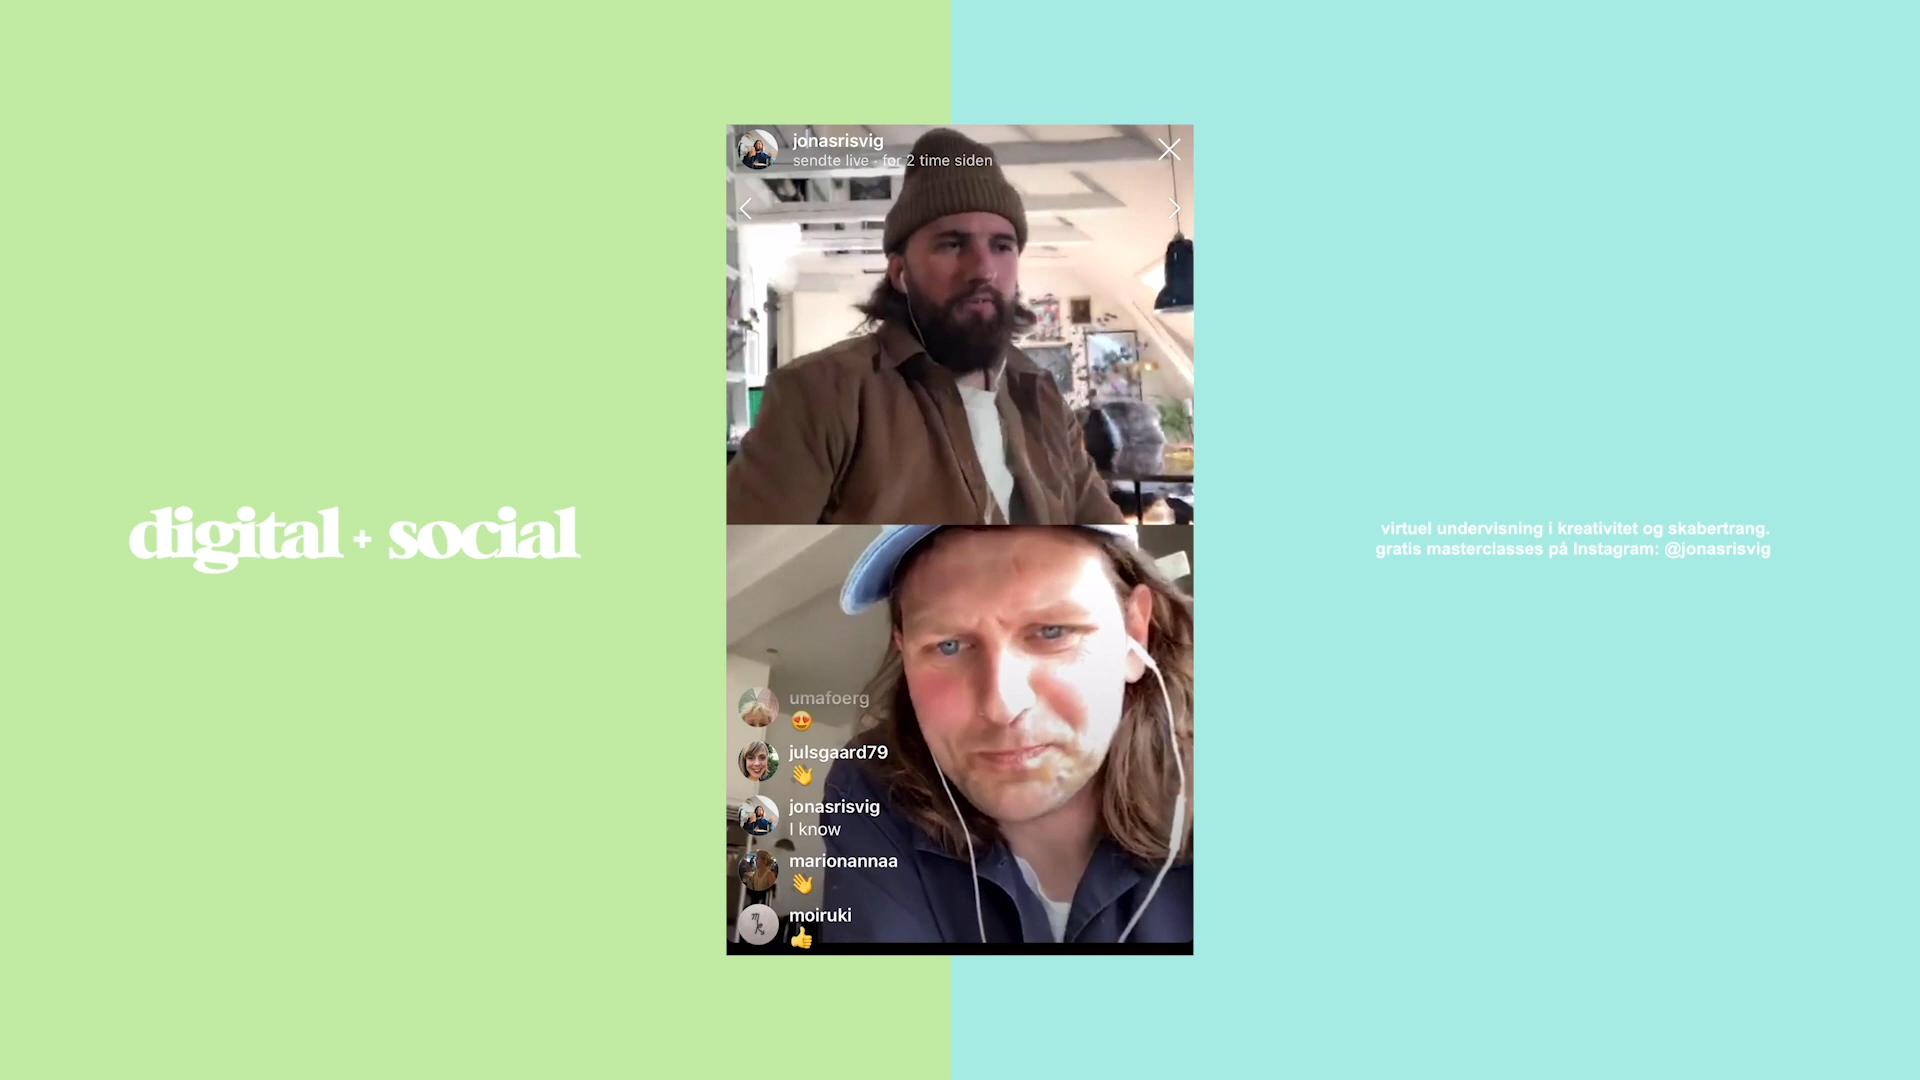 jonasrisvig
sendte live · for 2 time siden
digital + social
virtuel undervisning i kreativitet og skabertrang.
gratis masterclasses på Instagram: @jonasrisvig
umafoerg
😍
julsgaard79
👋
jonasrisvig
I know
marionannaa
👋
moiruki
👍